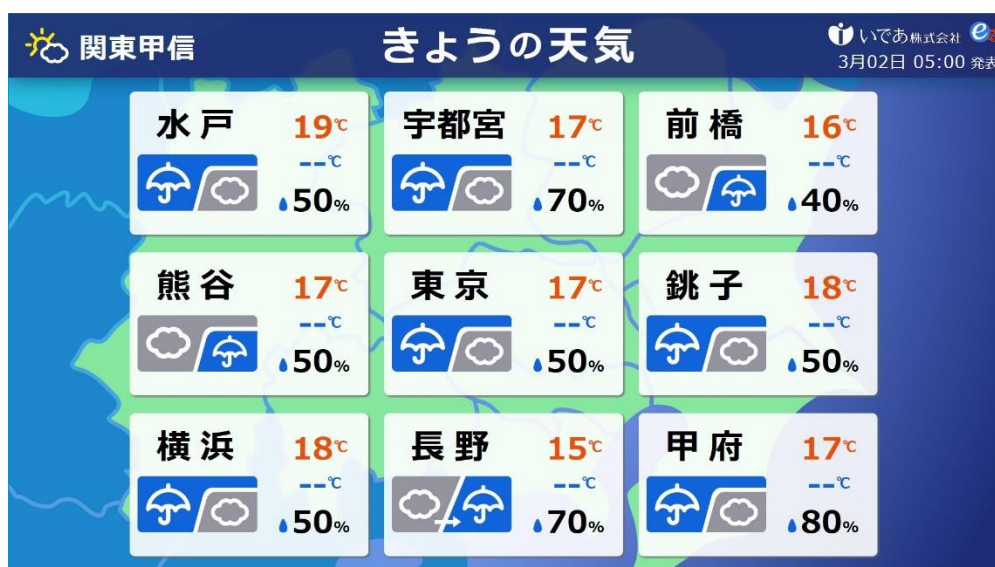 関東甲信
きょうの天気
いであ株式会社
3月02日 05:00 発表
水戸 19℃
--℃
50%
宇都宮 17℃
--℃
70%
前橋 16℃
--℃
40%
熊谷 17℃
--℃
50%
東京 17℃
--℃
50%
銚子 18℃
--℃
50%
横浜 18℃
--℃
50%
長野 15℃
--℃
70%
甲府 17℃
--℃
80%